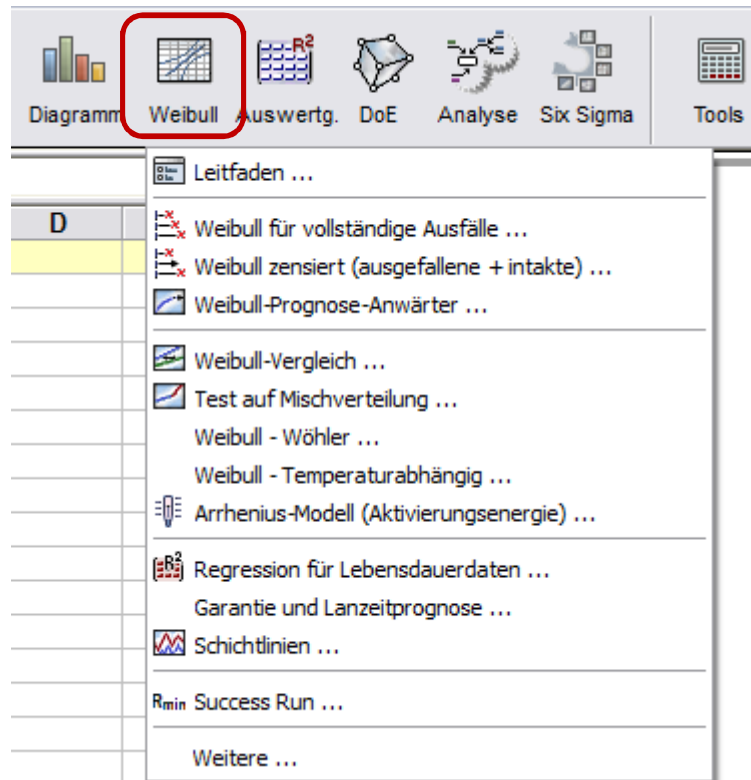 R²
Diagramm Weibull Auswertg. DoE Analyse Six Sigma Tools
Leitfaden ...
D
Weibull für vollständige Ausfälle ...
Weibull zensiert (ausgefallene + intakte) ...
Weibull-Prognose-Anwärter ...
Weibull-Vergleich ...
Test auf Mischverteilung ...
Weibull - Wöhler ...
Weibull - Temperaturabhängig ...
Arrhenius-Modell (Aktivierungsenergie) ...
R² Regression für Lebensdauerdaten ...
Garantie und Lanzeitprognose ...
Schichtlinien ...
Rmin Success Run ...
Weitere ...